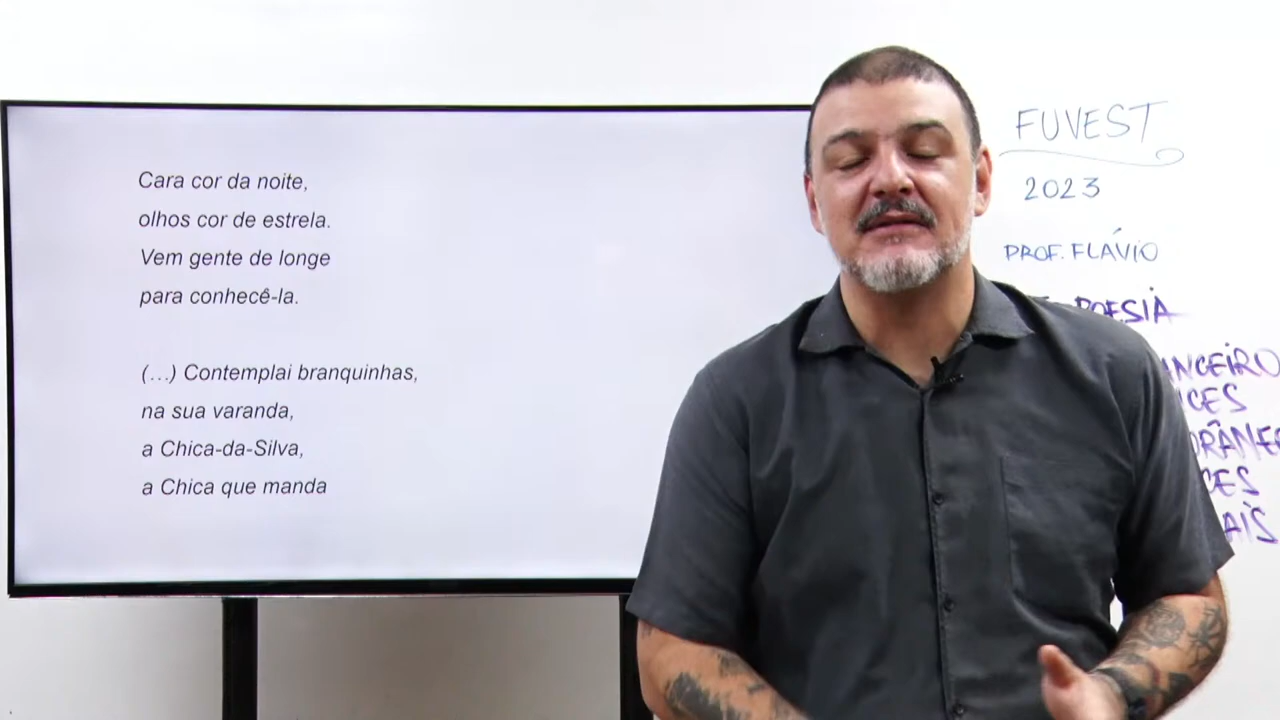 Cara cor da noite,
olhos cor de estrela.
Vem gente de longe
para conhecê-la.
(...) Contemplai branquinhas,
na sua varanda,
a Chica-da-Silva,
a Chica que manda
FUVEST
2023
PROF. FLÁVIO
POESIA